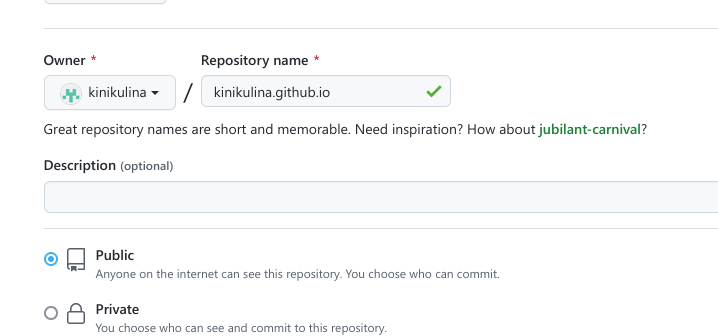 Owner * Repository name *
kinikulina / kinikulina.github.io
Great repository names are short and memorable. Need inspiration? How about jubilant-carnival?
Description (optional)
Public
Anyone on the internet can see this repository. You choose who can commit.
Private
You choose who can see and commit to this repository.